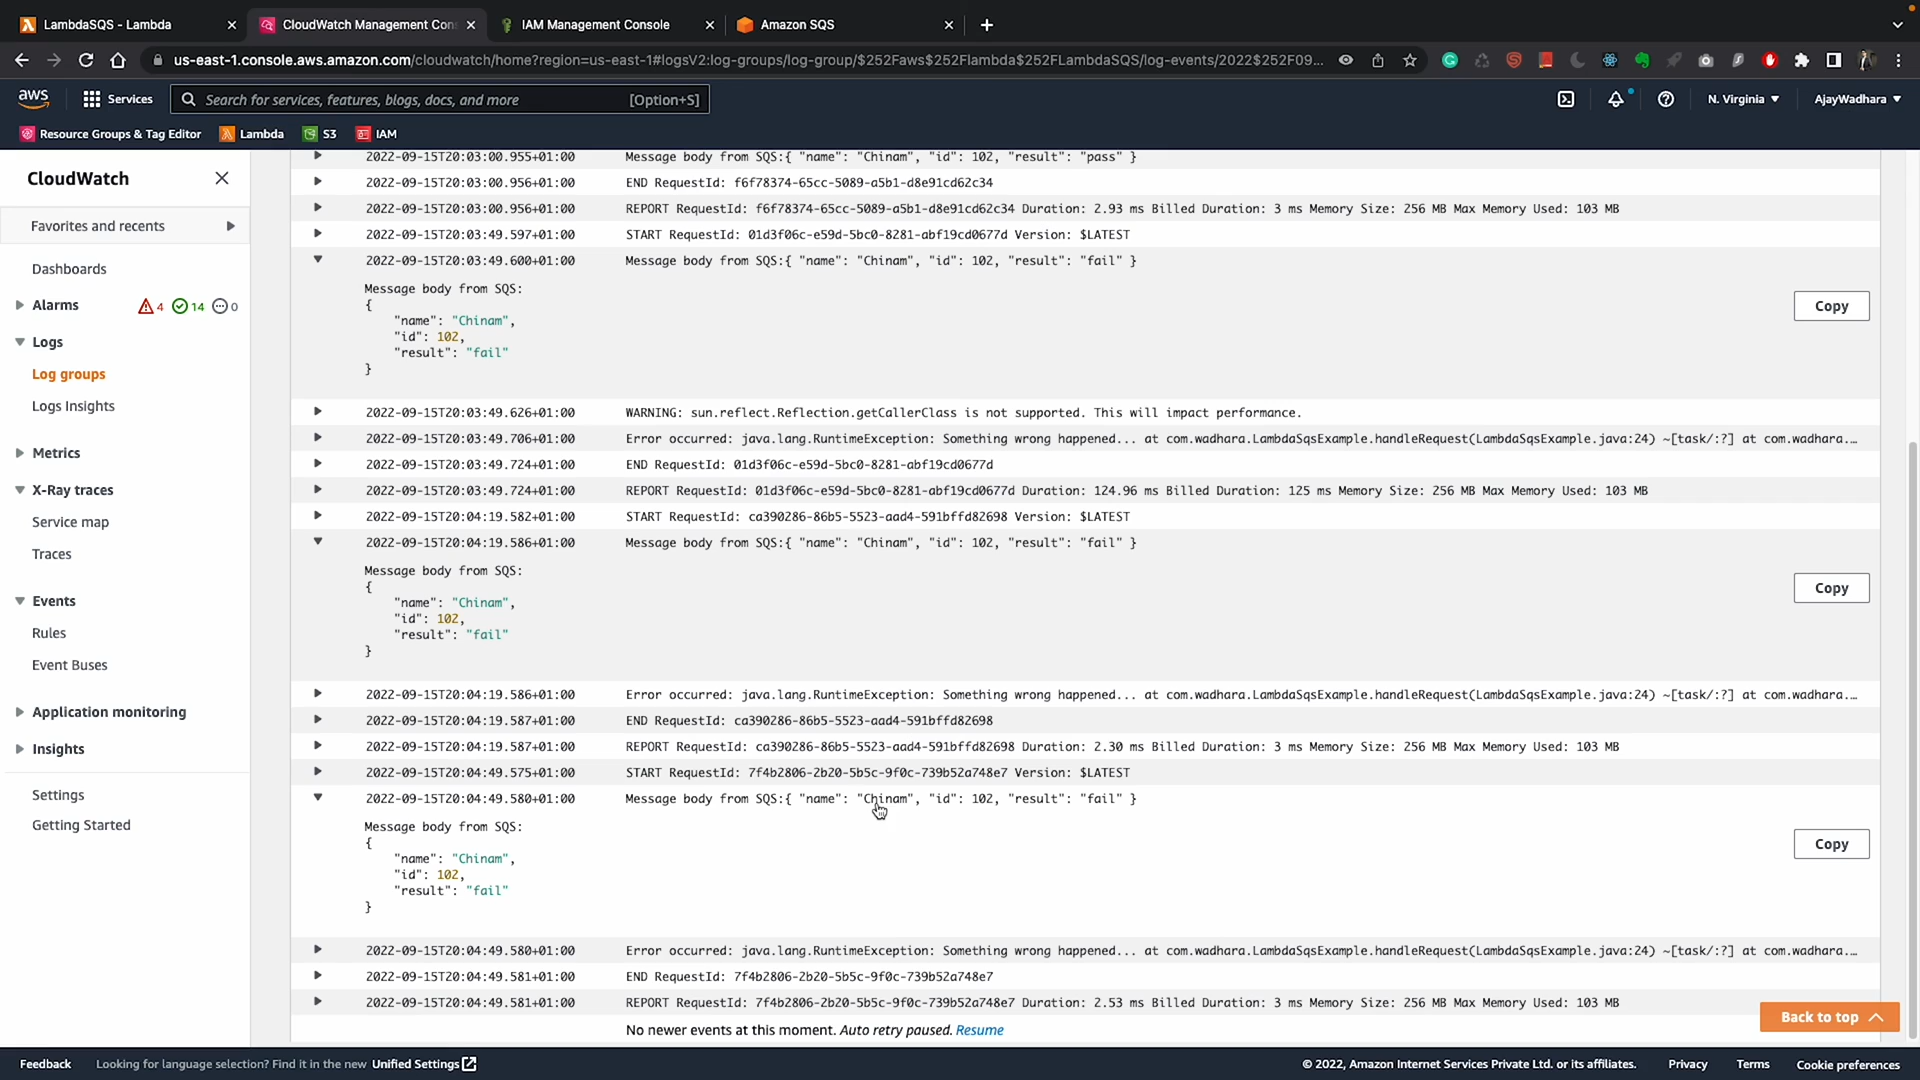 LambdaSQS - Lambda
CloudWatch Management Con
IAM Management Console
Amazon SQS
us-east-1.console.aws.amazon.com/cloudwatch/home?region=us-east-1#logsV2:log-groups/log-group/$252Faws$252Flambda$252FLambdaSQS/log-events/2022$252F09...
aws
Services
Search for services, features, blogs, docs, and more
[Option+S]
N. Virginia
AjayWadhara
Resource Groups & Tag Editor
Lambda
S3
IAM
CloudWatch
Favorites and recents
Dashboards
Alarms 4 14 0
Logs
Log groups
Logs Insights
Metrics
X-Ray traces
Service map
Traces
Events
Rules
Event Buses
Application monitoring
Insights
Settings
Getting Started
2022-09-15T20:03:00.955+01:00 Message body from SQS:{ "name": "Chinam", "id": 102, "result": "pass" }
2022-09-15T20:03:00.956+01:00 END RequestId: f6f78374-65cc-5089-a5b1-d8e91cd62c34
2022-09-15T20:03:00.956+01:00 REPORT RequestId: f6f78374-65cc-5089-a5b1-d8e91cd62c34 Duration: 2.93 ms Billed Duration: 3 ms Memory Size: 256 MB Max Memory Used: 103 MB
2022-09-15T20:03:49.597+01:00 START RequestId: 01d3f06c-e59d-5bc0-8281-abf19cd0677d Version: $LATEST
2022-09-15T20:03:49.600+01:00 Message body from SQS:{ "name": "Chinam", "id": 102, "result": "fail" }
Message body from SQS:
{
"name": "Chinam",
"id": 102,
"result": "fail"
}
Copy
2022-09-15T20:03:49.626+01:00 WARNING: sun.reflect.Reflection.getCallerClass is not supported. This will impact performance.
2022-09-15T20:03:49.706+01:00 Error occurred: java.lang.RuntimeException: Something wrong happened... at com.wadhara.LambdaSqsExample.handleRequest(LambdaSqsExample.java:24) ~[task/:?] at com.wadhara.…
2022-09-15T20:03:49.724+01:00 END RequestId: 01d3f06c-e59d-5bc0-8281-abf19cd0677d
2022-09-15T20:03:49.724+01:00 REPORT RequestId: 01d3f06c-e59d-5bc0-8281-abf19cd0677d Duration: 124.96 ms Billed Duration: 125 ms Memory Size: 256 MB Max Memory Used: 103 MB
2022-09-15T20:04:19.582+01:00 START RequestId: ca390286-86b5-5523-aad4-591bffd82698 Version: $LATEST
2022-09-15T20:04:19.586+01:00 Message body from SQS:{ "name": "Chinam", "id": 102, "result": "fail" }
Message body from SQS:
{
"name": "Chinam",
"id": 102,
"result": "fail"
}
Copy
2022-09-15T20:04:19.586+01:00 Error occurred: java.lang.RuntimeException: Something wrong happened... at com.wadhara.LambdaSqsExample.handleRequest(LambdaSqsExample.java:24) ~[task/:?] at com.wadhara.…
2022-09-15T20:04:19.587+01:00 END RequestId: ca390286-86b5-5523-aad4-591bffd82698
2022-09-15T20:04:19.587+01:00 REPORT RequestId: ca390286-86b5-5523-aad4-591bffd82698 Duration: 2.30 ms Billed Duration: 3 ms Memory Size: 256 MB Max Memory Used: 103 MB
2022-09-15T20:04:49.575+01:00 START RequestId: 7f4b2806-2b20-5b5c-9f0c-739b52a748e7 Version: $LATEST
2022-09-15T20:04:49.580+01:00 Message body from SQS:{ "name": "Chinam", "id": 102, "result": "fail" }
Message body from SQS:
{
"name": "Chinam",
"id": 102,
"result": "fail"
}
Copy
2022-09-15T20:04:49.580+01:00 Error occurred: java.lang.RuntimeException: Something wrong happened... at com.wadhara.LambdaSqsExample.handleRequest(LambdaSqsExample.java:24) ~[task/:?] at com.wadhara.…
2022-09-15T20:04:49.581+01:00 END RequestId: 7f4b2806-2b20-5b5c-9f0c-739b52a748e7
2022-09-15T20:04:49.581+01:00 REPORT RequestId: 7f4b2806-2b20-5b5c-9f0c-739b52a748e7 Duration: 2.53 ms Billed Duration: 3 ms Memory Size: 256 MB Max Memory Used: 103 MB
No newer events at this moment. Auto retry paused. Resume
Back to top
Feedback
Looking for language selection? Find it in the new Unified Settings
© 2022, Amazon Internet Services Private Ltd. or its affiliates.
Privacy
Terms
Cookie preferences